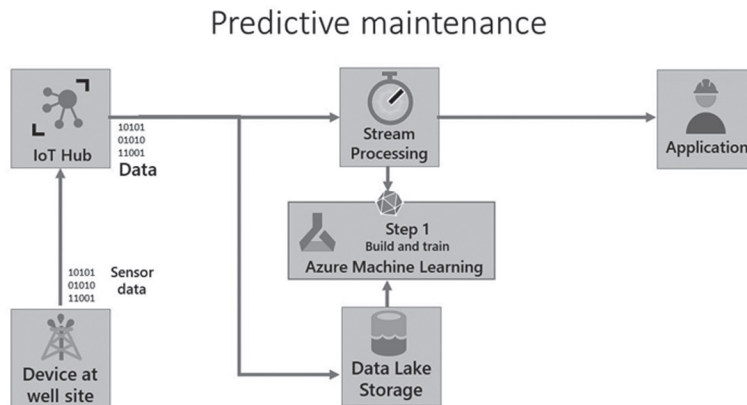 Predictive maintenance
IoT Hub
10101
01010
11001
Data
Stream
Processing
Application
Step 1
Build and train
Azure Machine Learning
10101
01010
11001
Sensor
data
Device at
well site
Data Lake
Storage